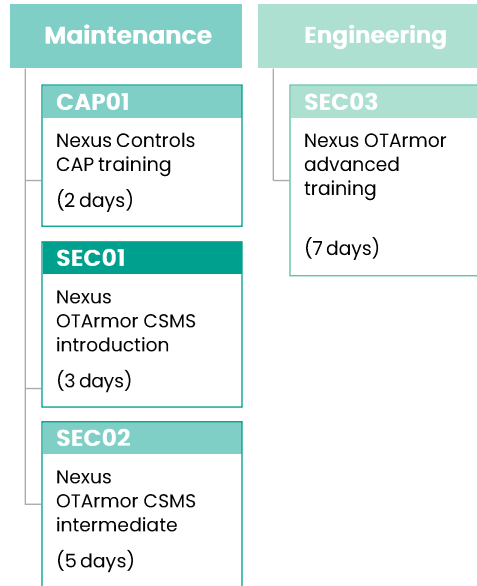 Maintenance
CAP01
Nexus Controls
CAP training
(2 days)
SEC01
Nexus
OTArmor CSMS
introduction
(3 days)
SEC02
Nexus
OTArmor CSMS
intermediate
(5 days)
Engineering
SEC03
Nexus OTArmor
advanced
training
(7 days)